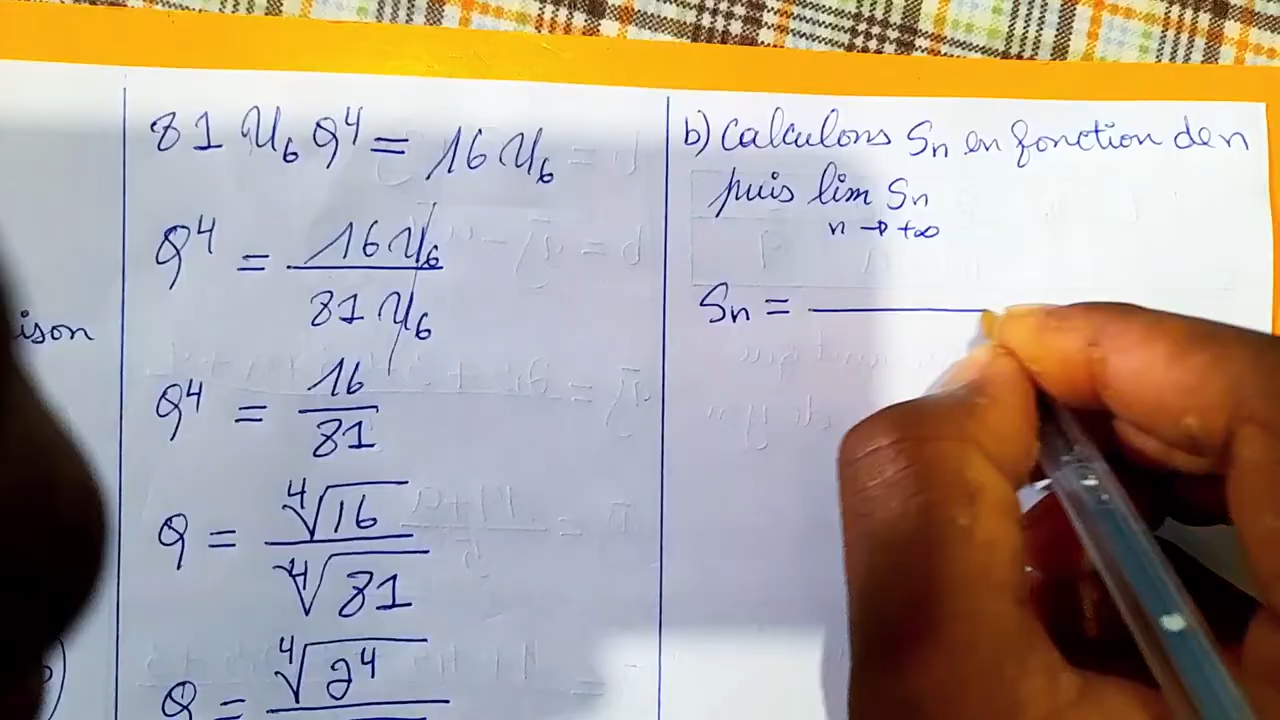 ison
81 U₆ Q⁴ = 16 U₆
Q⁴ = 16 U₆ / 81 U₆
Q⁴ = 16 / 81
Q = ⁴√16 / ⁴√81
Q = ⁴√2⁴
b) Calculons Sn en fonction de n
puis lim Sn
n → +∞
Sn =